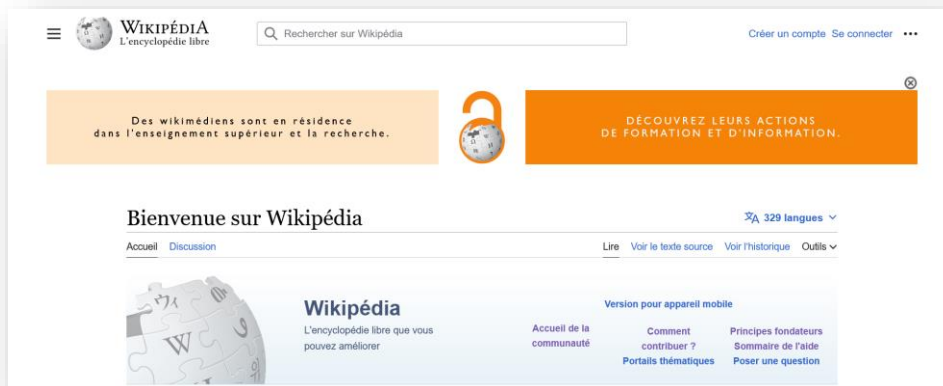 WIKIPÉDIA
L'encyclopédie libre
Rechercher sur Wikipédia
Créer un compte Se connecter
Des wikimédiens sont en résidence
dans l'enseignement supérieur et la recherche.
DÉCOUVREZ LEURS ACTIONS
DE FORMATION ET D'INFORMATION.
Bienvenue sur Wikipédia
329 langues
Accueil Discussion
Lire Voir le texte source Voir l'historique Outils
Wikipédia
L'encyclopédie libre que vous
pouvez améliorer
Version pour appareil mobile
Accueil de la
communauté
Comment
contribuer ?
Portails thématiques
Principes fondateurs
Sommaire de l'aide
Poser une question